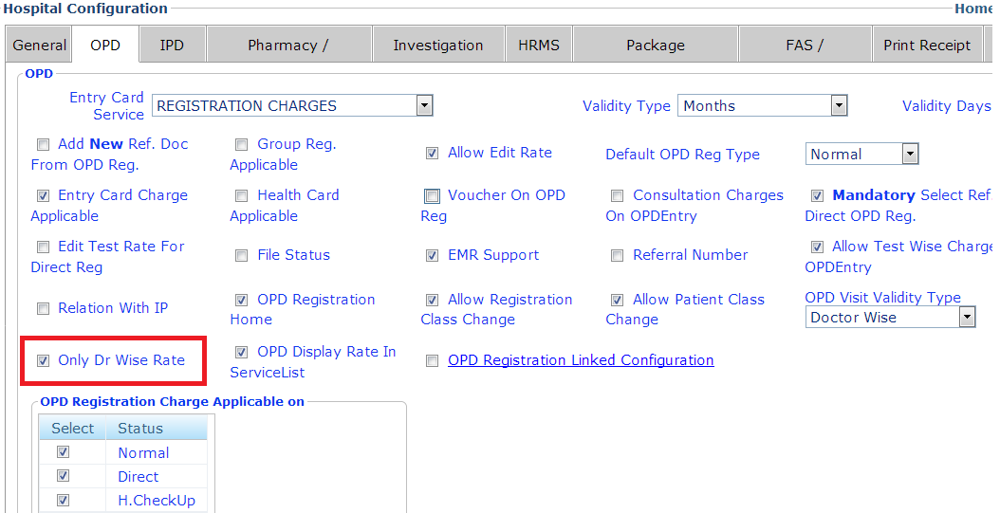 Hospital Configuration Home
General OPD IPD Pharmacy / Investigation HRMS Package FAS / Print Receipt
OPD
Entry Card
Service
REGISTRATION CHARGES
Validity Type Months
Validity Days
Add New Ref. Doc
From OPD Reg.
Group Reg.
Applicable
Allow Edit Rate
Default OPD Reg Type Normal
Entry Card Charge
Applicable
Health Card
Applicable
Voucher On OPD
Reg
Consultation Charges
On OPDEntry
Mandatory Select Ref.
Direct OPD Reg.
Edit Test Rate For
Direct Reg
File Status
EMR Support
Referral Number
Allow Test Wise Charge
OPDEntry
Relation With IP
OPD Registration
Home
Allow Registration
Class Change
Allow Patient Class
Change
OPD Visit Validity Type
Doctor Wise
Only Dr Wise Rate
OPD Display Rate In
ServiceList
OPD Registration Linked Configuration
OPD Registration Charge Applicable on
Select Status
Normal
Direct
H.CheckUp